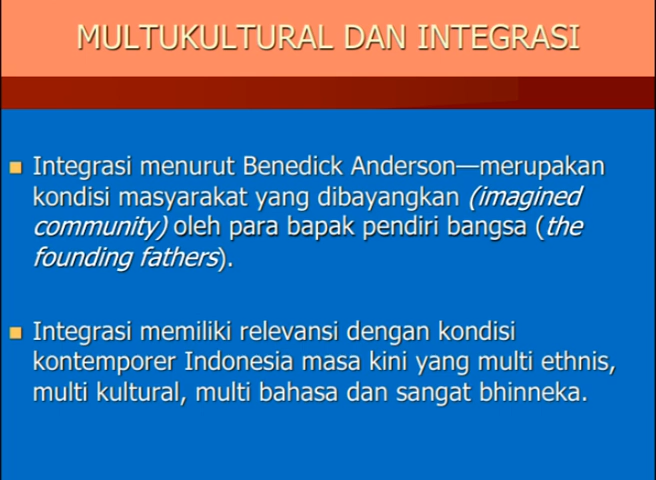 MULTUKULTURAL DAN INTEGRASI
Integrasi menurut Benedick Anderson—merupakan
kondisi masyarakat yang dibayangkan (imagined
community) oleh para bapak pendiri bangsa (the
founding fathers).
Integrasi memiliki relevansi dengan kondisi
kontemporer Indonesia masa kini yang multi ethnis,
multi kultural, multi bahasa dan sangat bhinneka.